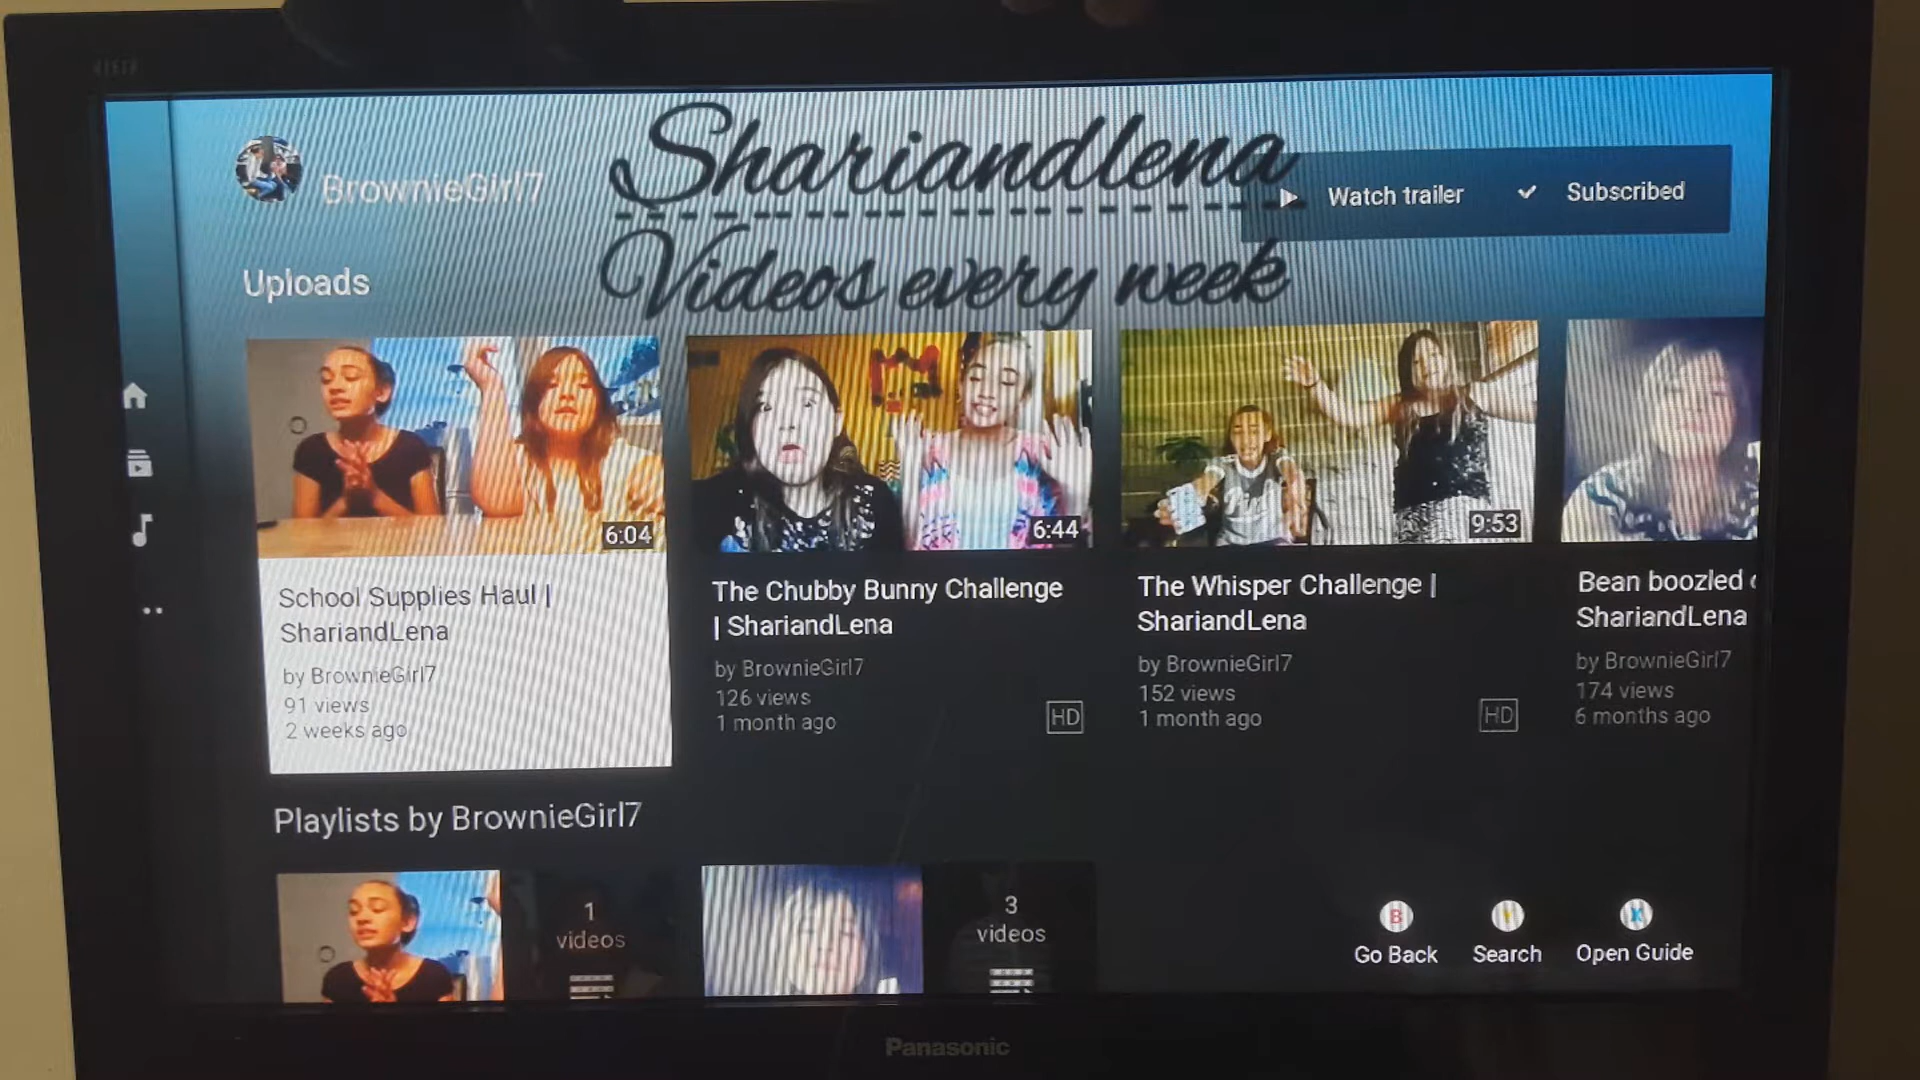 Shariandlena
BrownieGirl7
Watch trailer
Subscribed
Videos every week
Uploads
6:04
6:44
9:53
School Supplies Haul |
ShariandLena
by BrownieGirl7
91 views
2 weeks ago
The Chubby Bunny Challenge
| ShariandLena
by BrownieGirl7
126 views
1 month ago
HD
The Whisper Challenge |
ShariandLena
by BrownieGirl7
152 views
1 month ago
HD
Bean boozled
ShariandLena
by BrownieGirl7
174 views
6 months ago
Playlists by BrownieGirl7
1
videos
3
videos
B
Go Back
Y
Search
X
Open Guide
Panasonic